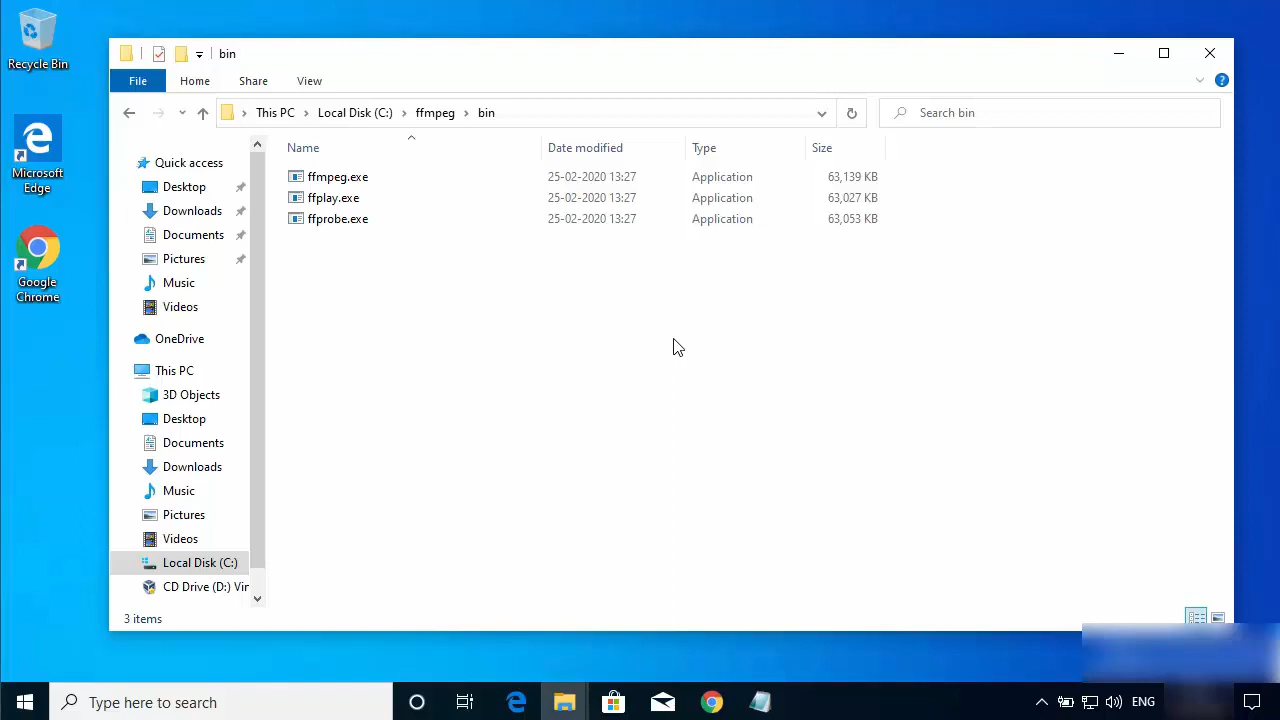 Recycle Bin
Microsoft
Edge
Google
Chrome
bin
File Home Share View
This PC Local Disk (C:) ffmpeg bin
Search bin
Name Date modified Type Size
ffmpeg.exe 25-02-2020 13:27 Application 63,139 KB
ffplay.exe 25-02-2020 13:27 Application 63,027 KB
ffprobe.exe 25-02-2020 13:27 Application 63,053 KB
Quick access
Desktop
Downloads
Documents
Pictures
Music
Videos
OneDrive
This PC
3D Objects
Desktop
Documents
Downloads
Music
Pictures
Videos
Local Disk (C:)
CD Drive (D:) Vir
3 items
Type here to search
ENG